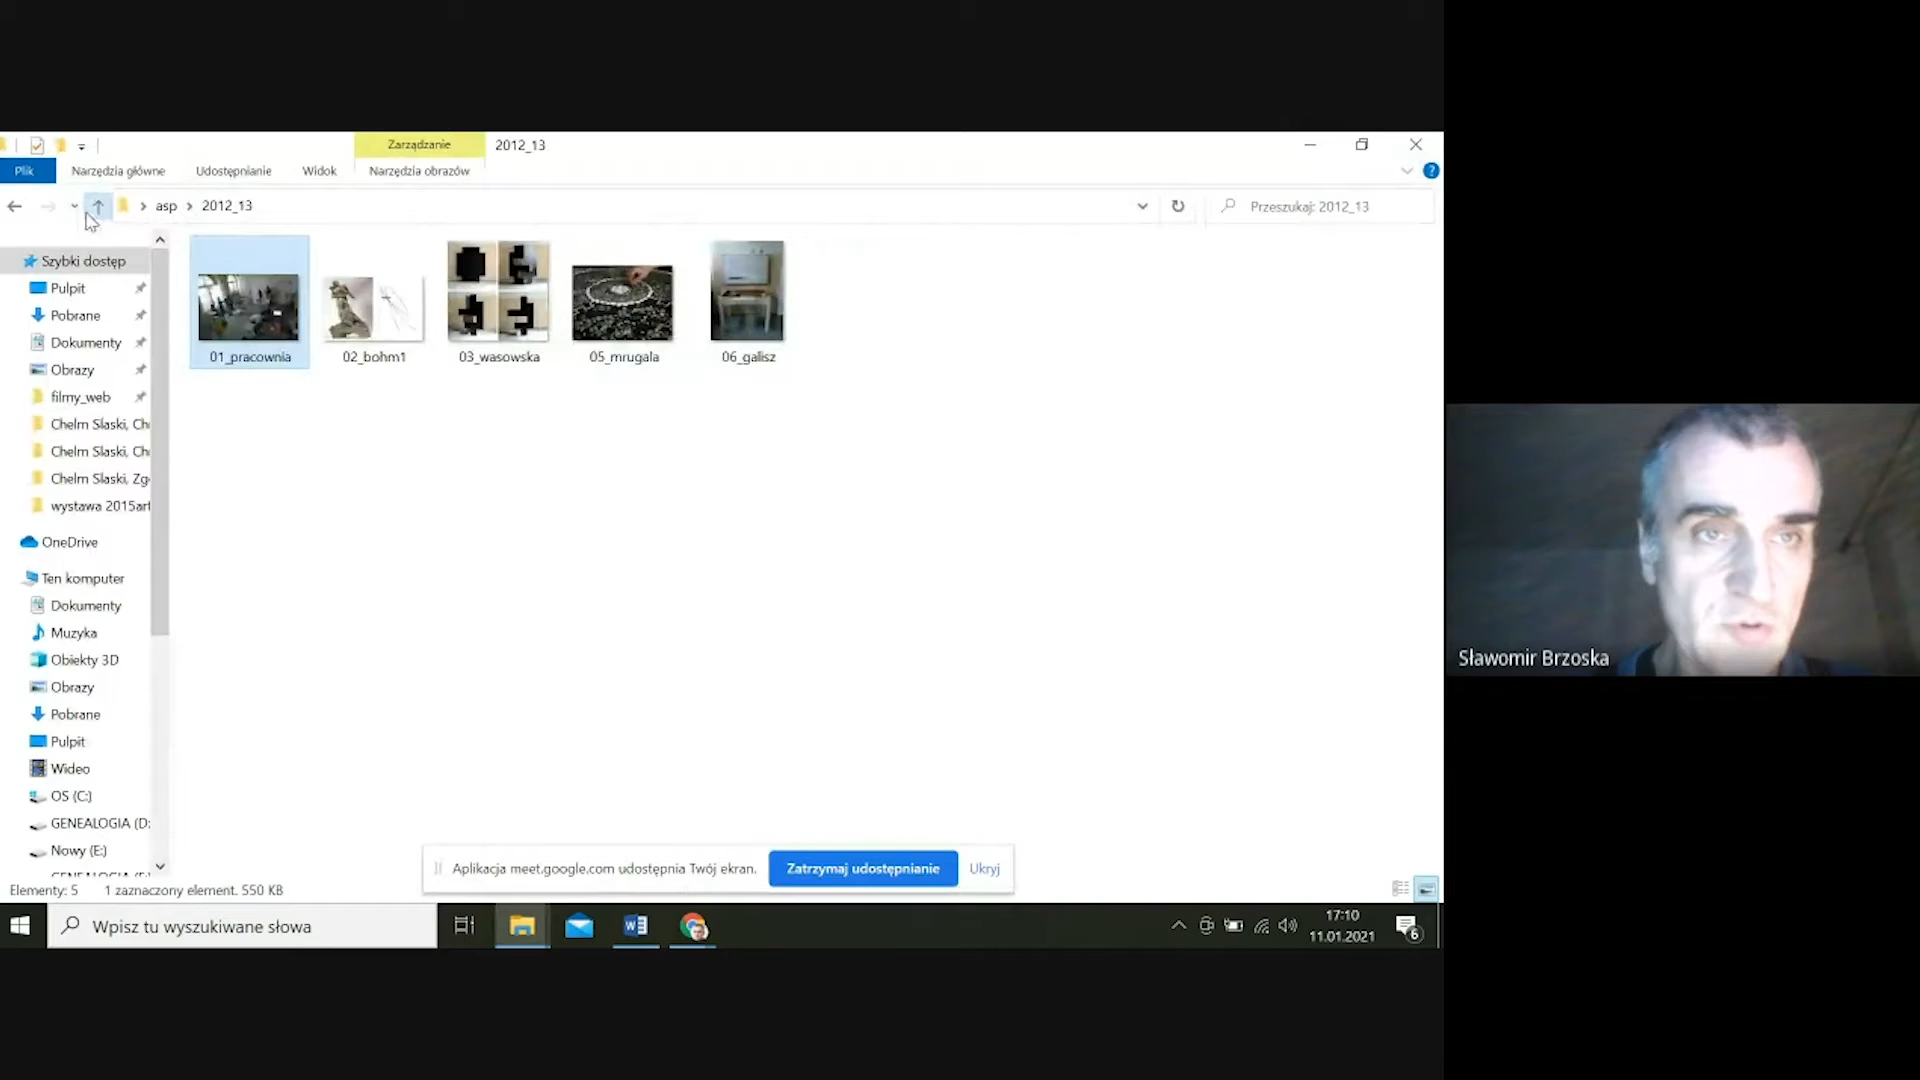 Zarządzanie
2012_13
Plik
Narzędzia główne
Udostępnianie
Widok
Narzędzia obrazów
asp
2012_13
Przeszukaj: 2012_13
Szybki dostęp
Pulpit
Pobrane
Dokumenty
Obrazy
filmy_web
Chelm Slaski, Ch
Chelm Slaski, Ch
Chelm Slaski, Zg
wystawa 2015art
OneDrive
Ten komputer
Dokumenty
Muzyka
Obiekty 3D
Obrazy
Pobrane
Pulpit
Wideo
OS (C:)
GENEALOGIA (D:
Nowy (E:)
01_pracownia
02_bohm1
03_wasowska
05_mrugala
06_galisz
Sławomir Brzoska
Aplikacja meet.google.com udostępnia Twój ekran.
Zatrzymaj udostępnianie
Ukryj
Elementy: 5
1 zaznaczony element. 550 KB
Wpisz tu wyszukiwane słowa
17:10
11.01.2021
6